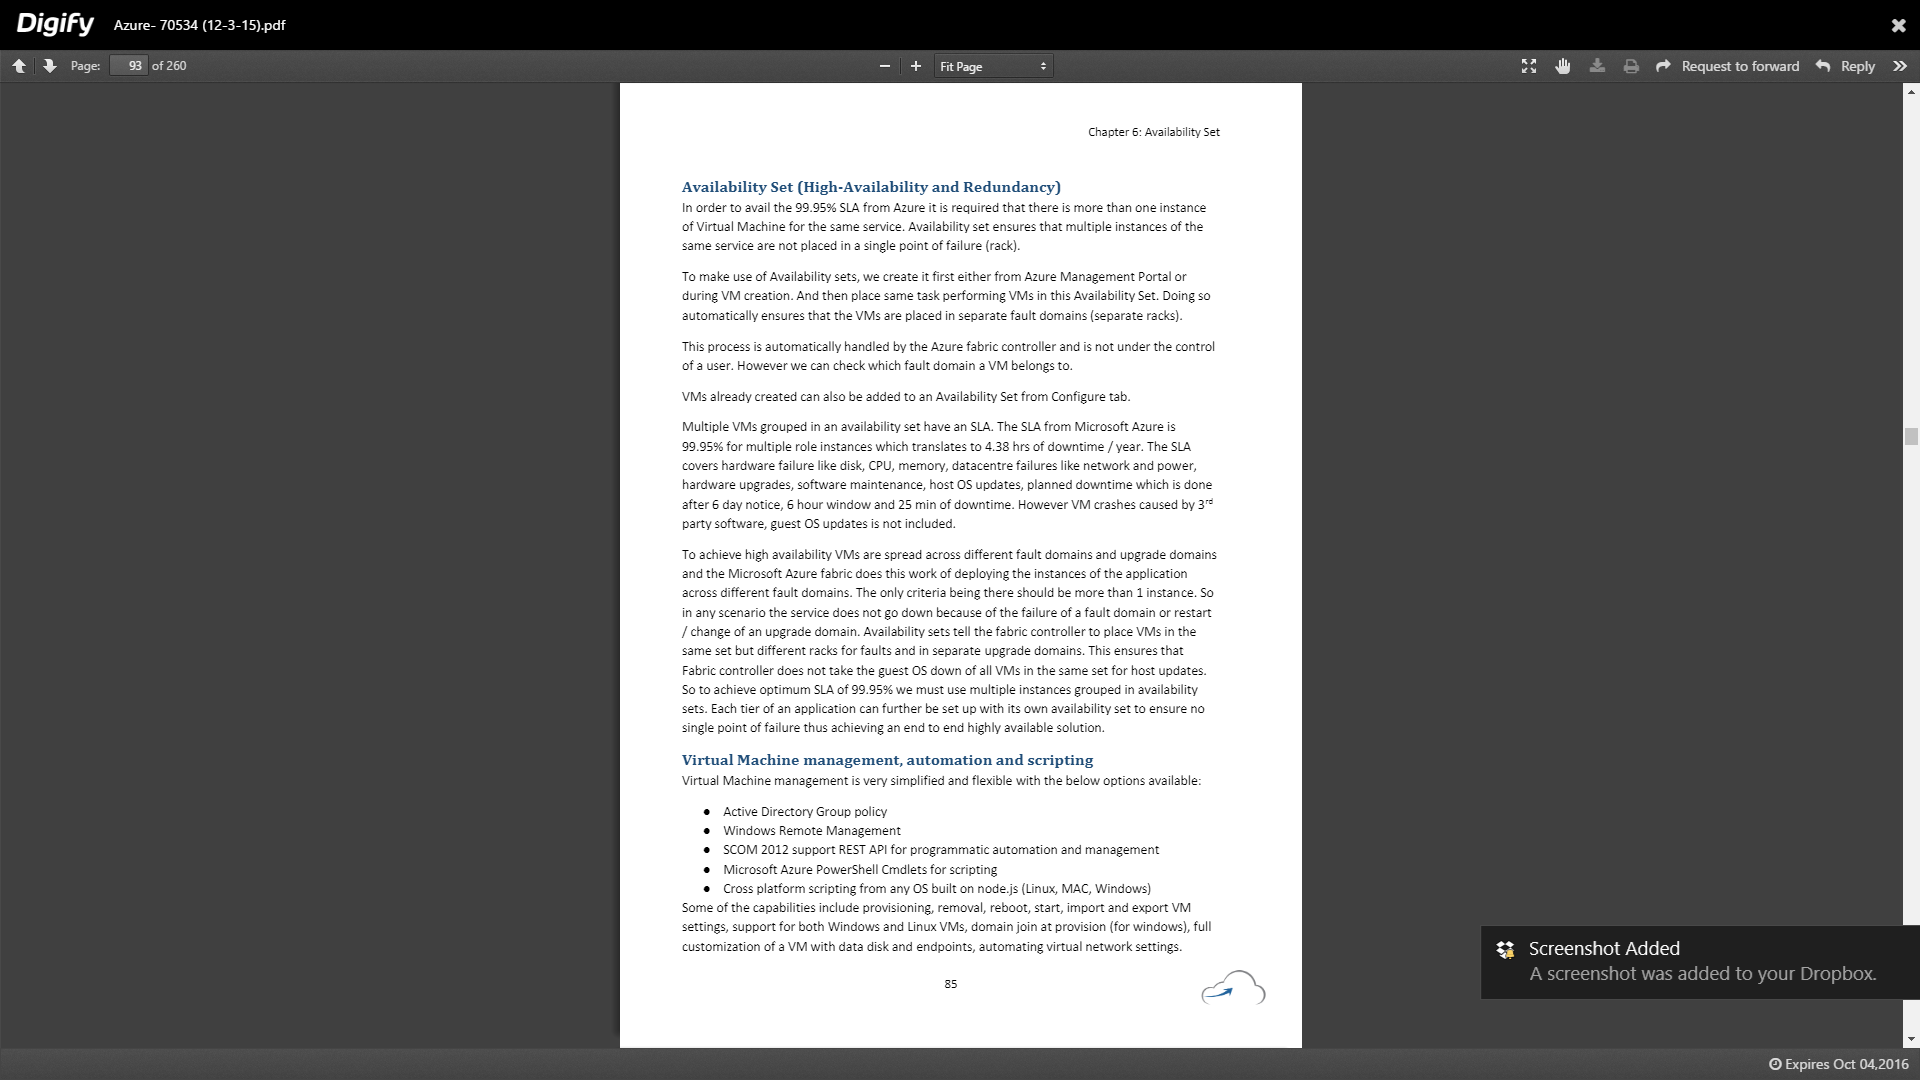 Digify Azure- 70534 (12-3-15).pdf
Page: 93 of 260 Fit Page Request to forward Reply
Chapter 6: Availability Set
Availability Set (High-Availability and Redundancy)
In order to avail the 99.95% SLA from Azure it is required that there is more than one instance
of Virtual Machine for the same service. Availability set ensures that multiple instances of the
same service are not placed in a single point of failure (rack).
To make use of Availability sets, we create it first either from Azure Management Portal or
during VM creation. And then place same task performing VMs in this Availability Set. Doing so
automatically ensures that the VMs are placed in separate fault domains (separate racks).
This process is automatically handled by the Azure fabric controller and is not under the control
of a user. However we can check which fault domain a VM belongs to.
VMs already created can also be added to an Availability Set from Configure tab.
Multiple VMs grouped in an availability set have an SLA. The SLA from Microsoft Azure is
99.95% for multiple role instances which translates to 4.38 hrs of downtime / year. The SLA
covers hardware failure like disk, CPU, memory, datacentre failures like network and power,
hardware upgrades, software maintenance, host OS updates, planned downtime which is done
after 6 day notice, 6 hour window and 25 min of downtime. However VM crashes caused by 3rd
party software, guest OS updates is not included.
To achieve high availability VMs are spread across different fault domains and upgrade domains
and the Microsoft Azure fabric does this work of deploying the instances of the application
across different fault domains. The only criteria being there should be more than 1 instance. So
in any scenario the service does not go down because of the failure of a fault domain or restart
/ change of an upgrade domain. Availability sets tell the fabric controller to place VMs in the
same set but different racks for faults and in separate upgrade domains. This ensures that
Fabric controller does not take the guest OS down of all VMs in the same set for host updates.
So to achieve optimum SLA of 99.95% we must use multiple instances grouped in availability
sets. Each tier of an application can further be set up with its own availability set to ensure no
single point of failure thus achieving an end to end highly available solution.
Virtual Machine management, automation and scripting
Virtual Machine management is very simplified and flexible with the below options available:
● Active Directory Group policy
● Windows Remote Management
● SCOM 2012 support REST API for programmatic automation and management
● Microsoft Azure PowerShell Cmdlets for scripting
● Cross platform scripting from any OS built on node.js (Linux, MAC, Windows)
Some of the capabilities include provisioning, removal, reboot, start, import and export VM
settings, support for both Windows and Linux VMs, domain join at provision (for windows), full
customization of a VM with data disk and endpoints, automating virtual network settings.
85
Screenshot Added
A screenshot was added to your Dropbox.
Expires Oct 04,2016